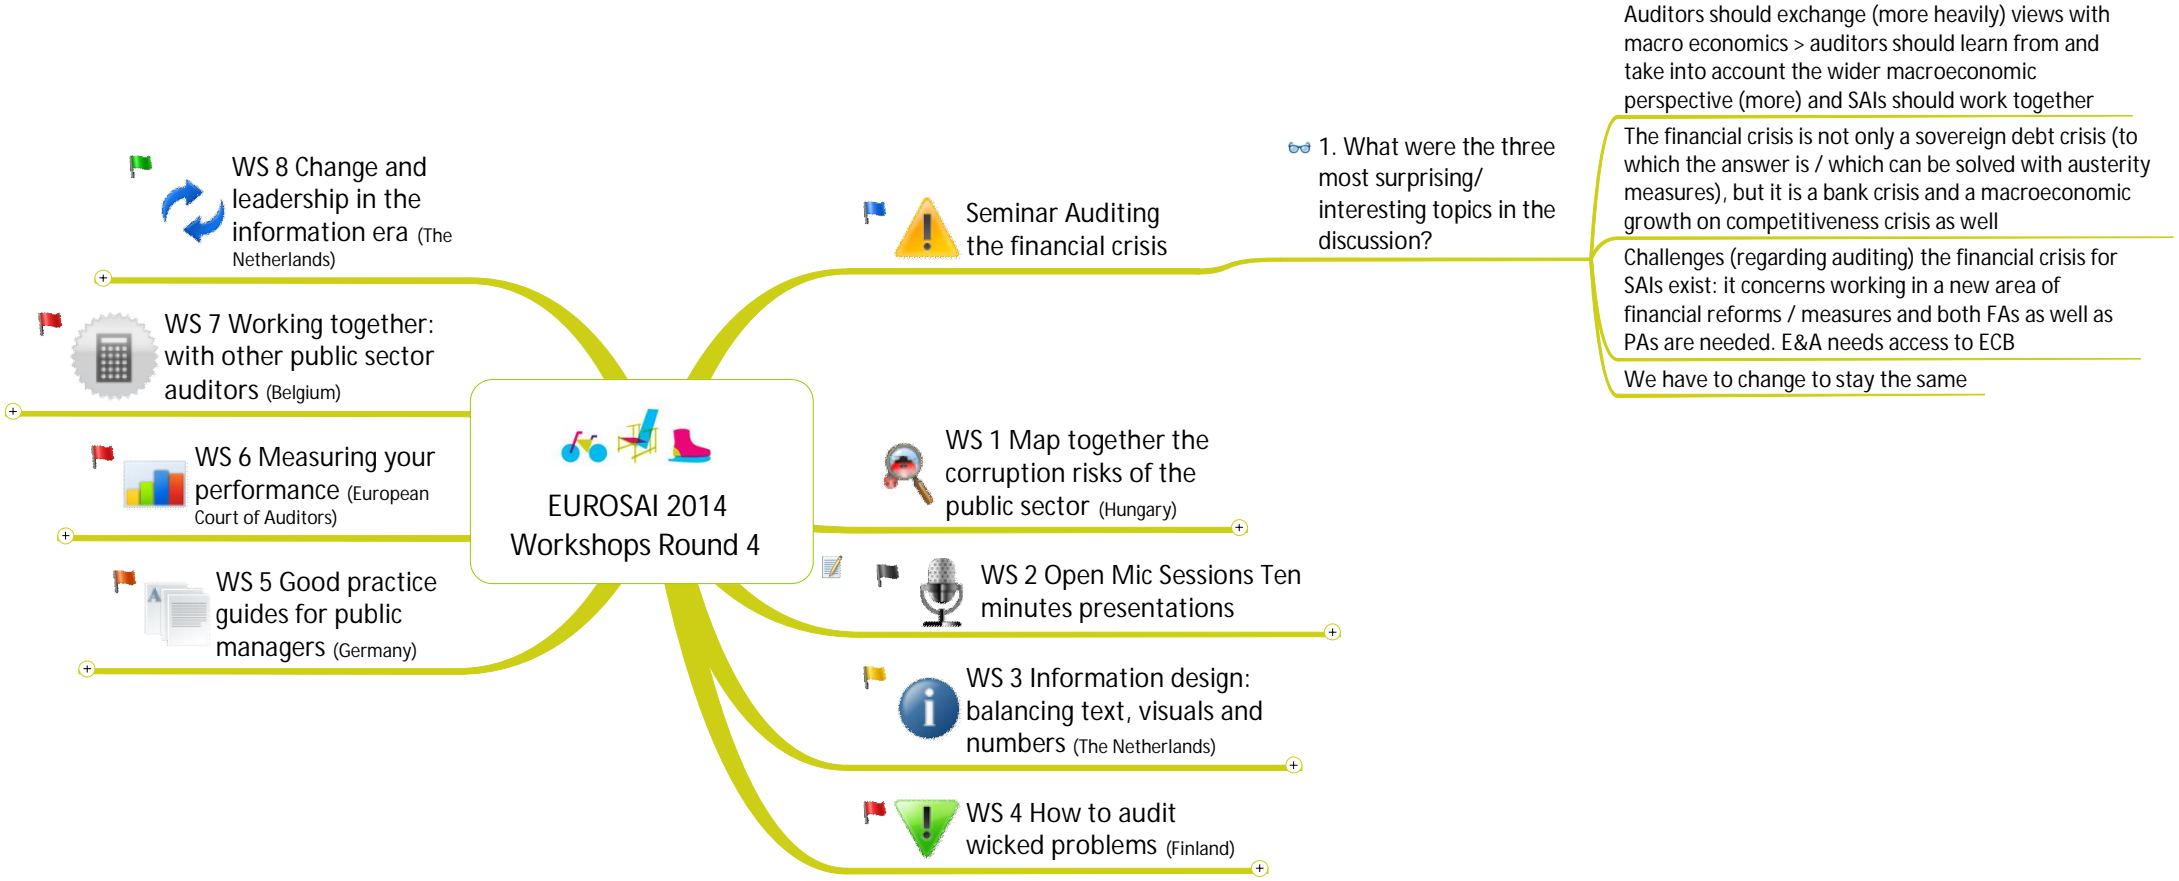 EUROSAI 2014
Workshops Round 4
Seminar Auditing
the financial crisis
1. What were the three
most surprising/
interesting topics in the
discussion?
Auditors should exchange (more heavily) views with
macro economics > auditors should learn from and
take into account the wider macroeconomic
perspective (more) and SAIs should work together
The financial crisis is not only a sovereign debt crisis (to
which the answer is / which can be solved with austerity
measures), but it is a bank crisis and a macroeconomic
growth on competitiveness crisis as well
Challenges (regarding auditing) the financial crisis for
SAIs exist: it concerns working in a new area of
financial reforms / measures and both FAs as well as
PAs are needed. E&A needs access to ECB
We have to change to stay the same
WS 1 Map together the
corruption risks of the
public sector (Hungary)
WS 2 Open Mic Sessions Ten
minutes presentations
WS 3 Information design:
balancing text, visuals and
numbers (The Netherlands)
WS 4 How to audit
wicked problems (Finland)
WS 5 Good practice
guides for public
managers (Germany)
WS 6 Measuring your
performance (European
Court of Auditors)
WS 7 Working together:
with other public sector
auditors (Belgium)
WS 8 Change and
leadership in the
information era (The
Netherlands)